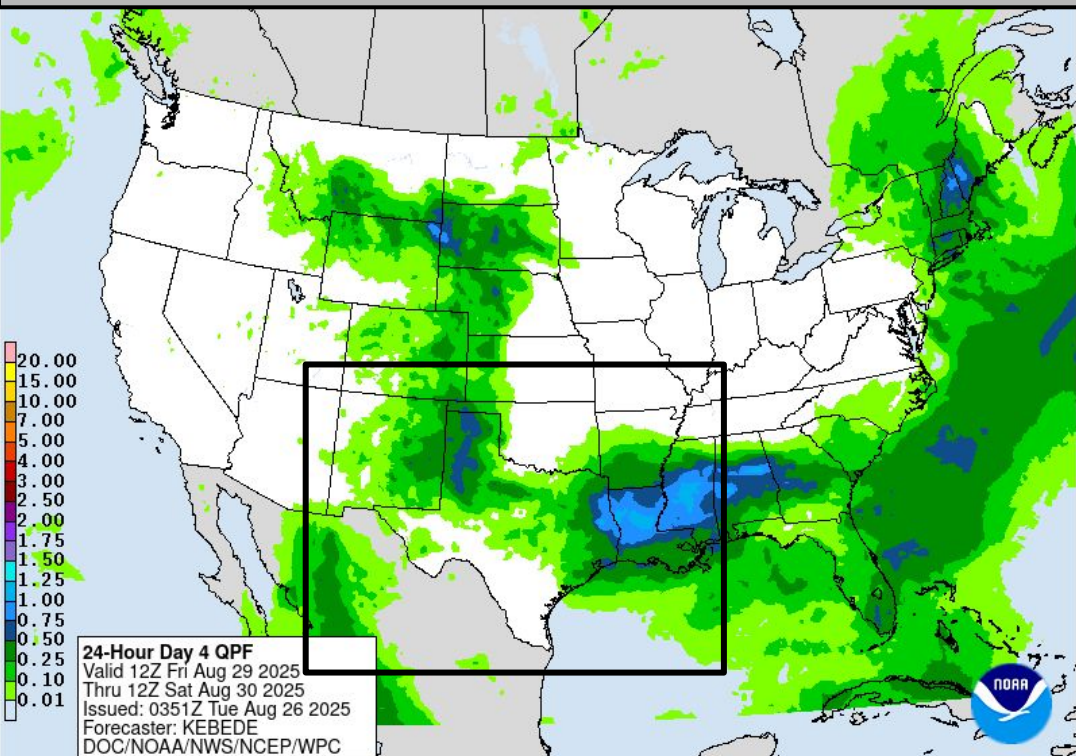 20.00
15.00
10.00
7.00
5.00
4.00
3.00
2.50
2.00
1.75
1.50
1.25
1.00
0.75
0.50
0.25
0.10
0.01
24-Hour Day 4 QPF
Valid 12Z Fri Aug 29 2025
Thru 12Z Sat Aug 30 2025
Issued: 0351Z Tue Aug 26 2025
Forecaster: KEBEDE
DOC/NOAA/NWS/NCEP/WPC
NOAA